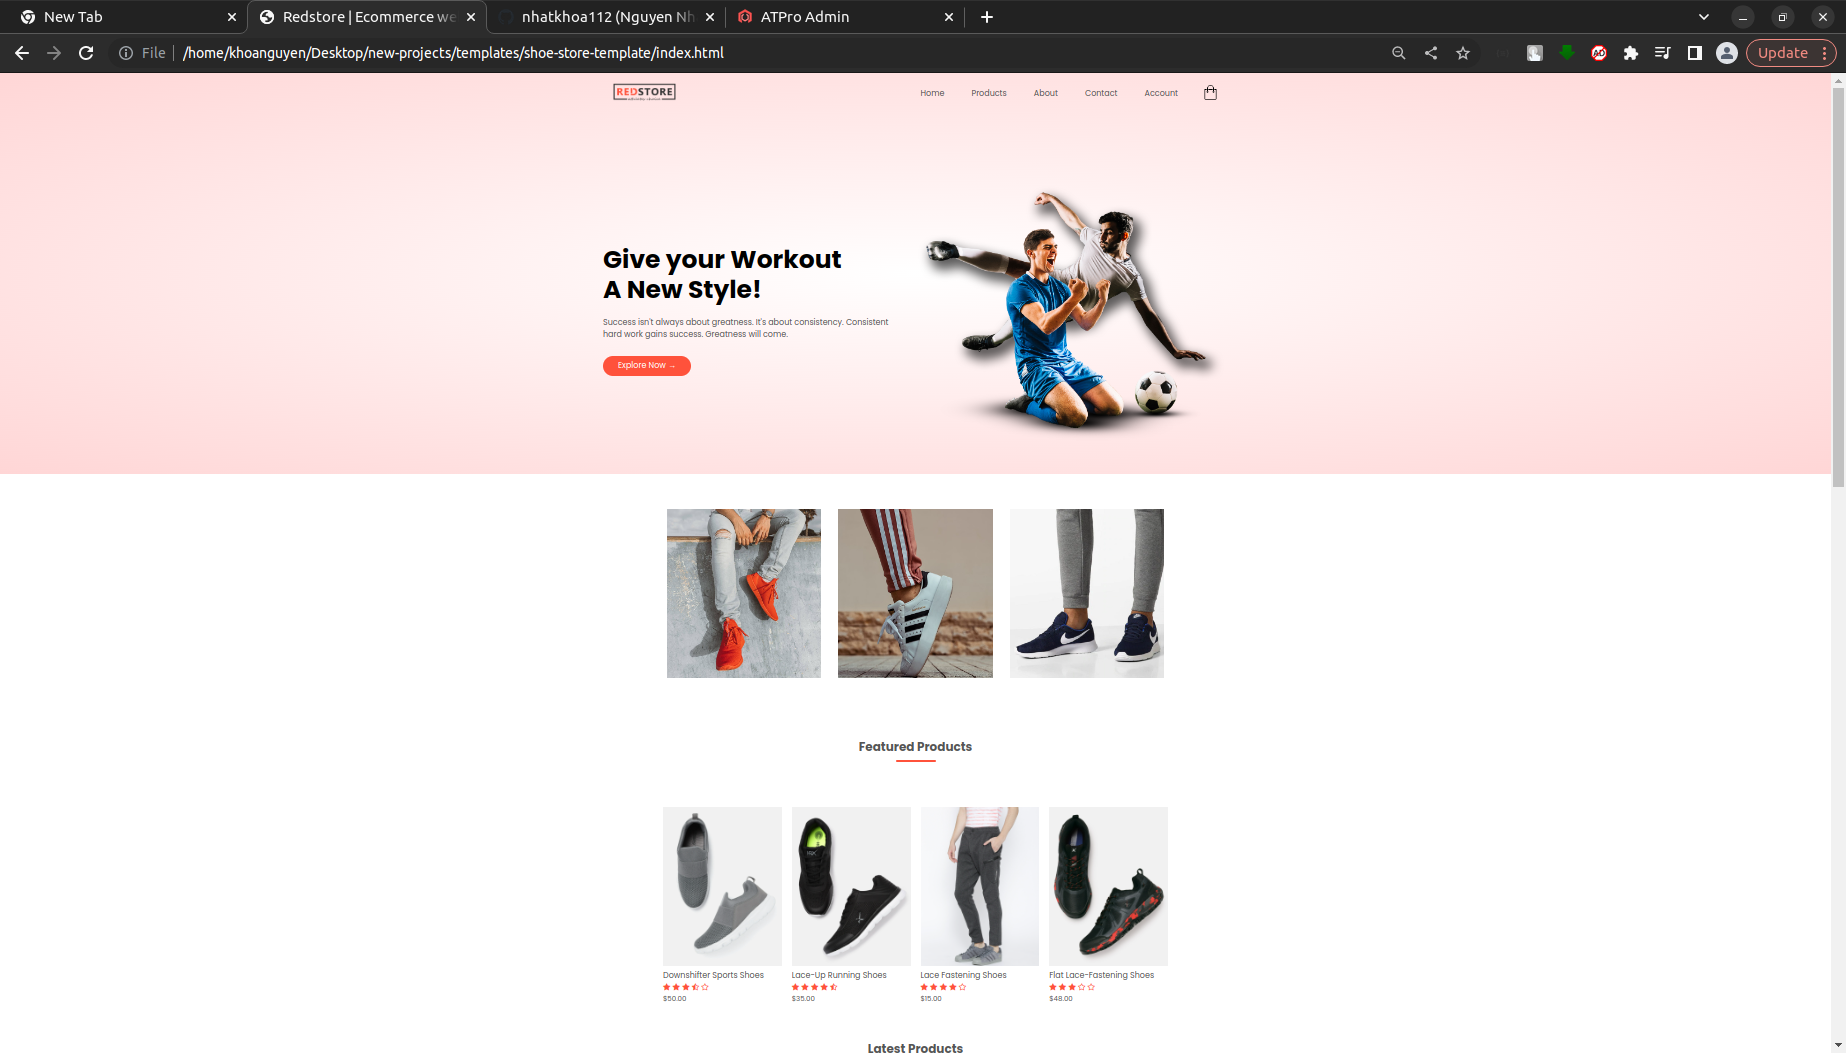 New Tab
Redstore | Ecommerce we
nhatkhoa112 (Nguyen Nh
ATPro Admin
File
/home/khoanguyen/Desktop/new-projects/templates/shoe-store-template/index.html
Update
REDSTORE
Home
Products
About
Contact
Account
Give your Workout
A New Style!
Success isn't always about greatness. It's about consistency. Consistent
hard work gains success. Greatness will come.
Explore Now →
Featured Products
Downshifter Sports Shoes
$50.00
Lace-Up Running Shoes
$35.00
Lace Fastening Shoes
$15.00
Flat Lace-Fastening Shoes
$48.00
Latest Products